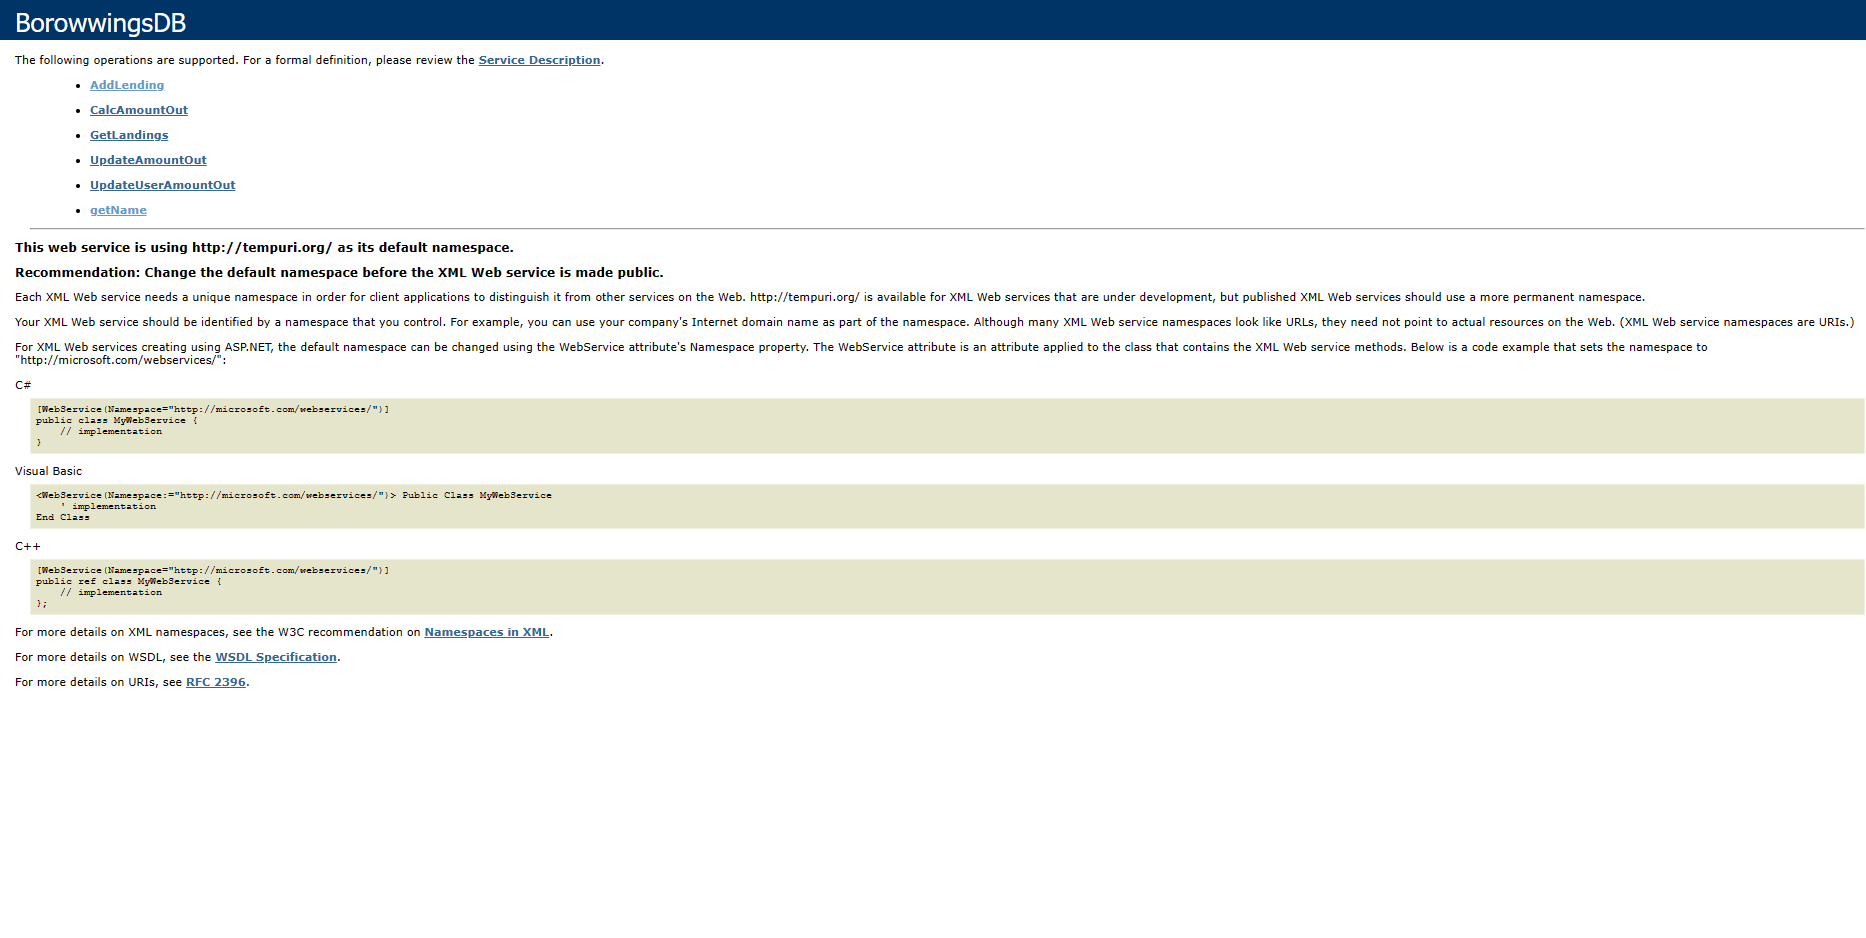 BorowwingsDB
The following operations are supported. For a formal definition, please review the Service Description.
AddLending
CalcAmountOut
GetLandings
UpdateAmountOut
UpdateUserAmountOut
getName
This web service is using http://tempuri.org/ as its default namespace.
Recommendation: Change the default namespace before the XML Web service is made public.
Each XML Web service needs a unique namespace in order for client applications to distinguish it from other services on the Web. http://tempuri.org/ is available for XML Web services that are under development, but published XML Web services should use a more permanent namespace.
Your XML Web service should be identified by a namespace that you control. For example, you can use your company's Internet domain name as part of the namespace. Although many XML Web service namespaces look like URLs, they need not point to actual resources on the Web. (XML Web service namespaces are URIs.)
For XML Web services creating using ASP.NET, the default namespace can be changed using the WebService attribute's Namespace property. The WebService attribute is an attribute applied to the class that contains the XML Web service methods. Below is a code example that sets the namespace to
"http://microsoft.com/webservices/":
C#
[WebService(Namespace="http://microsoft.com/webservices/")]
public class MyWebService {
    // implementation
}
Visual Basic
<WebService(Namespace:="http://microsoft.com/webservices/")> Public Class MyWebService
    ' implementation
End Class
C++
[WebService(Namespace="http://microsoft.com/webservices/")]
public ref class MyWebService {
    // implementation
};
For more details on XML namespaces, see the W3C recommendation on Namespaces in XML.
For more details on WSDL, see the WSDL Specification.
For more details on URIs, see RFC 2396.